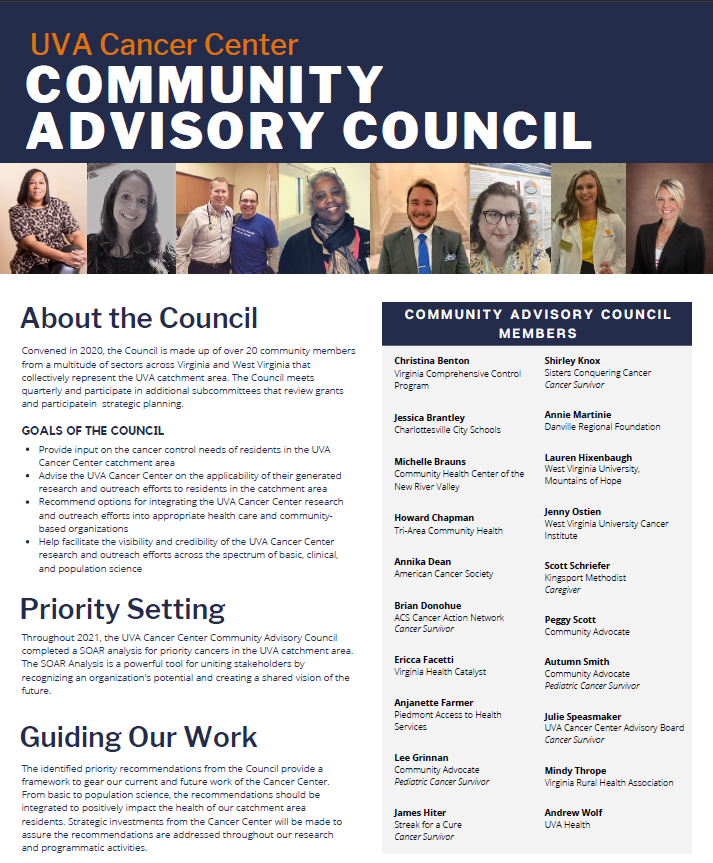 UVA Cancer Center
COMMUNITY
ADVISORY COUNCIL
About the Council
Convened in 2020, the Council is made up of over 20 community members
from a multitude of sectors across Virginia and West Virginia that
collectively represent the UVA catchment area. The Council meets
quarterly and participate in additional subcommittees that review grants
and participatein strategic planning.
GOALS OF THE COUNCIL
• Provide input on the cancer control needs of residents in the UVA
Cancer Center catchment area
• Advise the UVA Cancer Center on the applicability of their generated
research and outreach efforts to residents in the catchment area
• Recommend options for integrating the UVA Cancer Center research
and outreach efforts into appropriate health care and community-
based organizations
• Help facilitate the visibility and credibility of the UVA Cancer Center
research and outreach efforts across the spectrum of basic, clinical,
and population science
Priority Setting
Throughout 2021, the UVA Cancer Center Community Advisory Council
completed a SOAR analysis for priority cancers in the UVA catchment area.
The SOAR Analysis is a powerful tool for uniting stakeholders by
recognizing an organization's potential and creating a shared vision of the
future.
Guiding Our Work
The identified priority recommendations from the Council provide a
framework to gear our current and future work of the Cancer Center.
From basic to population science, the recommendations should be
integrated to positively impact the health of our catchment area
residents. Strategic investments from the Cancer Center will be made to
assure the recommendations are addressed throughout our research
and programmatic activities.
COMMUNITY ADVISORY COUNCIL
MEMBERS
Christina Benton
Virginia Comprehensive Control
Program
Jessica Brantley
Charlottesville City Schools
Michelle Brauns
Community Health Center of the
New River Valley
Howard Chapman
Tri-Area Community Health
Annika Dean
American Cancer Society
Brian Donohue
ACS Cancer Action Network
Cancer Survivor
Ericca Facetti
Virginia Health Catalyst
Anjanette Farmer
Piedmont Access to Health
Services
Lee Grinnan
Community Advocate
Pediatric Cancer Survivor
James Hiter
Streak for a Cure
Cancer Survivor
Shirley Knox
Sisters Conquering Cancer
Cancer Survivor
Annie Martinie
Danville Regional Foundation
Lauren Hixenbaugh
West Virginia University,
Mountains of Hope
Jenny Ostien
West Virginia University Cancer
Institute
Scott Schriefer
Kingsport Methodist
Caregiver
Peggy Scott
Community Advocate
Autumn Smith
Community Advocate
Pediatric Cancer Survivor
Julie Speasmaker
UVA Cancer Center Advisory Board
Cancer Survivor
Mindy Thrope
Virginia Rural Health Association
Andrew Wolf
UVA Health